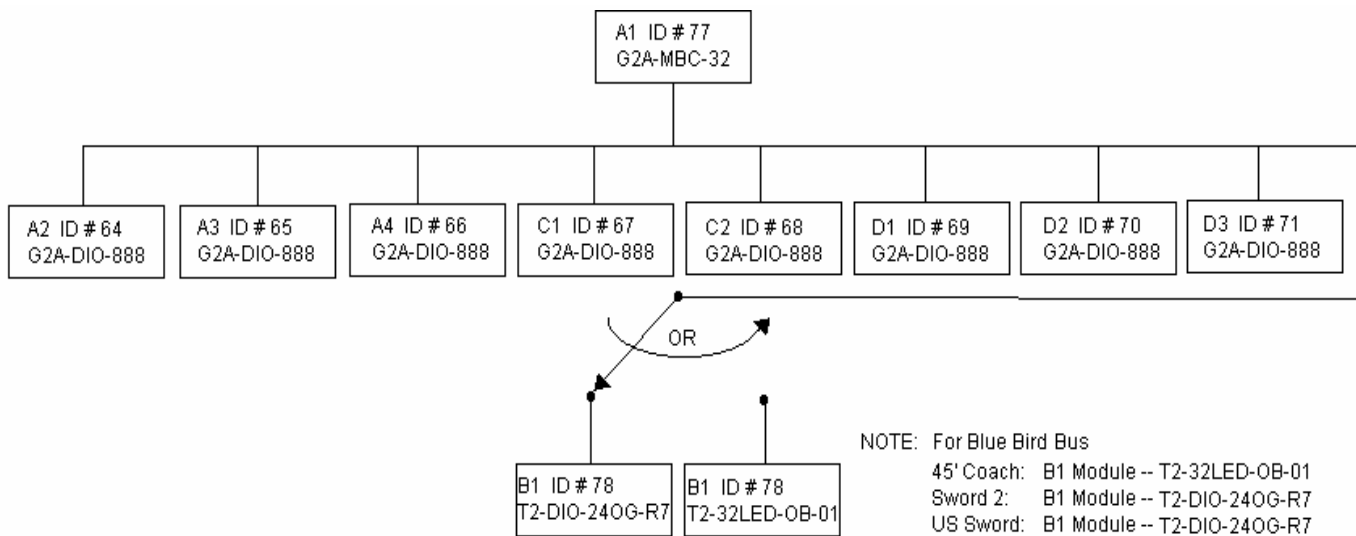 A1 ID # 77
G2A-MBC-32
A2 ID # 64
G2A-DIO-888
A3 ID # 65
G2A-DIO-888
A4 ID # 66
G2A-DIO-888
C1 ID # 67
G2A-DIO-888
C2 ID # 68
G2A-DIO-888
D1 ID # 69
G2A-DIO-888
D2 ID # 70
G2A-DIO-888
D3 ID # 71
G2A-DIO-888
OR
B1 ID # 78
T2-DIO-24OG-R7
B1 ID # 78
T2-32LED-OB-01
NOTE: For Blue Bird Bus
45' Coach: B1 Module -- T2-32LED-OB-01
Sword 2: B1 Module -- T2-DIO-24OG-R7
US Sword: B1 Module -- T2-DIO-24OG-R7